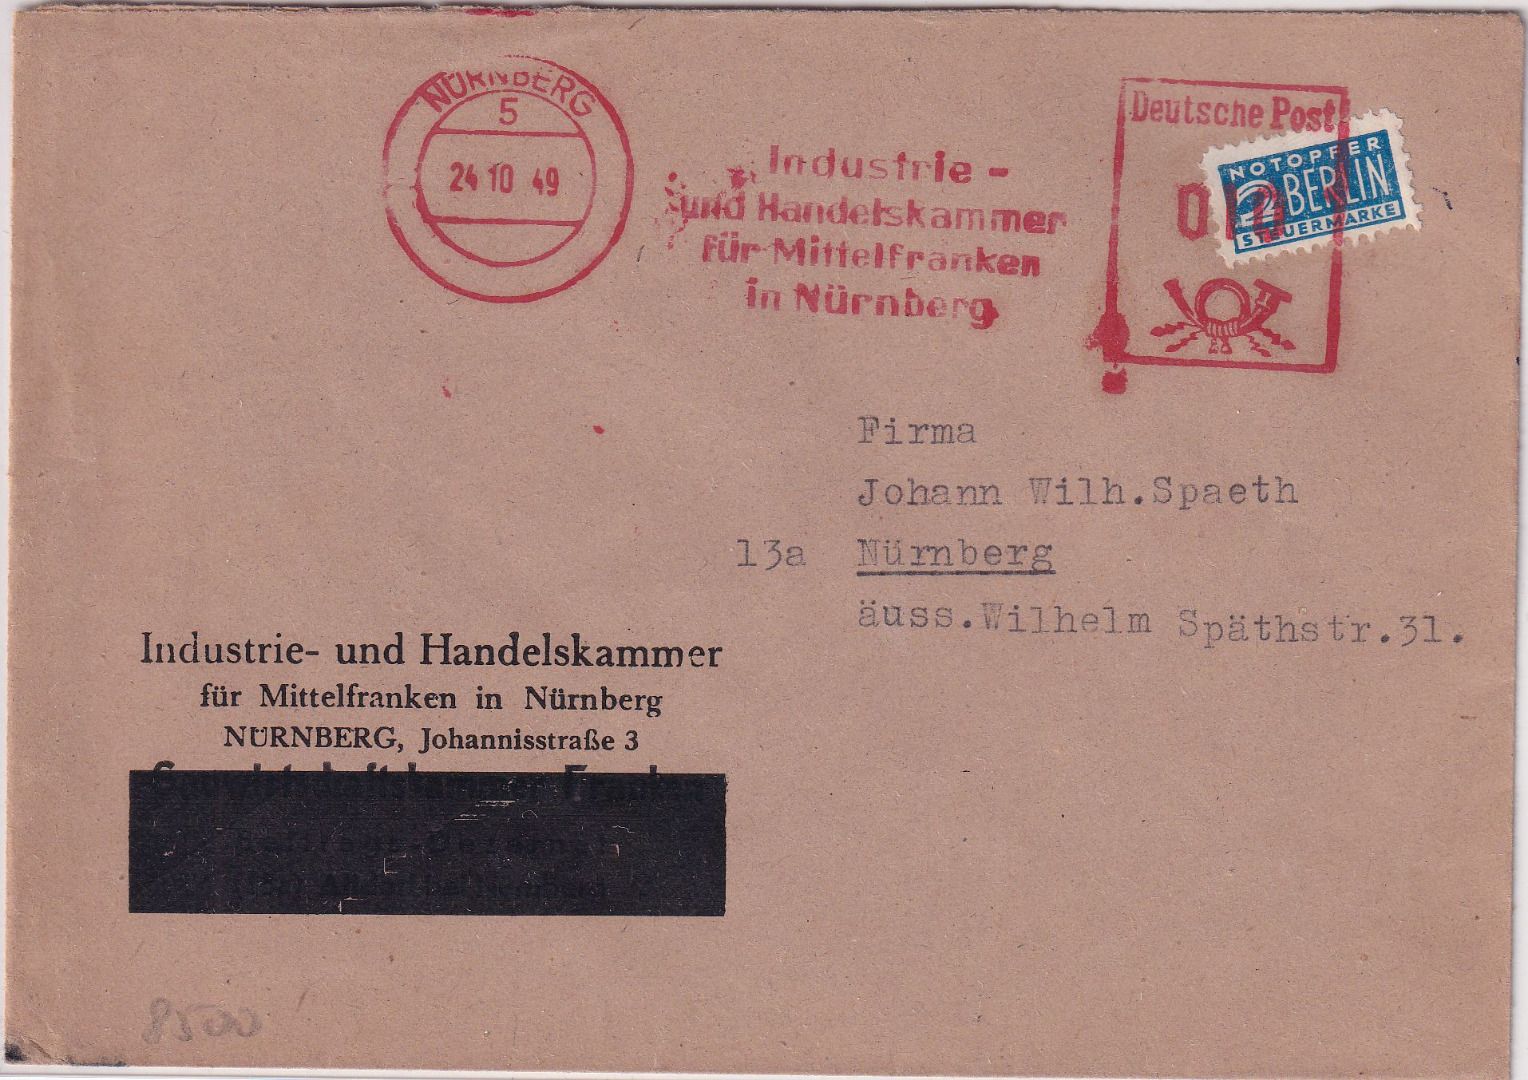 NÜRNBERG
5
24 10 49
Industrie -
und Handelskammer
für Mittelfranken
in Nürnberg
Deutsche Post
NOTOPFER
2 BERLIN
STEUERMARKE
Firma
Johann Wilh.Spaeth
13a Nürnberg
äuss.Wilhelm Späthstr.31.
Industrie- und Handelskammer
für Mittelfranken in Nürnberg
NÜRNBERG, Johannisstraße 3
8500